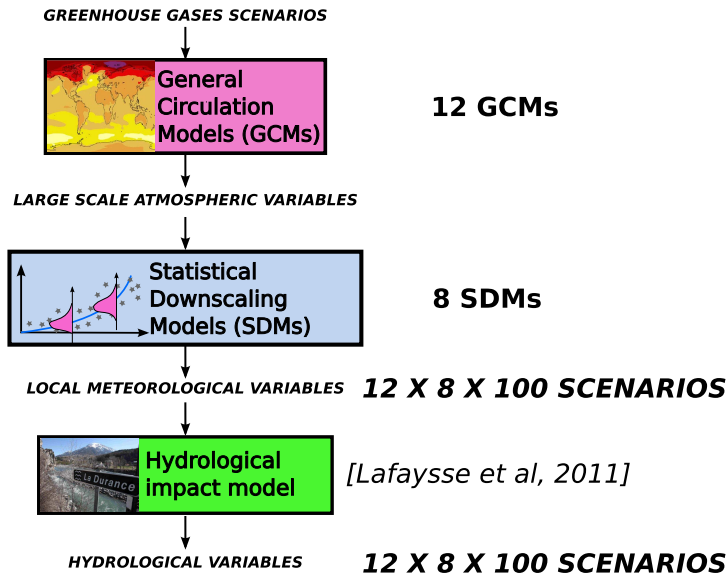 GREENHOUSE GASES SCENARIOS
General
Circulation
Models (GCMs)
12 GCMs
LARGE SCALE ATMOSPHERIC VARIABLES
Statistical
Downscaling
Models (SDMs)
8 SDMs
LOCAL METEOROLOGICAL VARIABLES
12 X 8 X 100 SCENARIOS
Hydrological
impact model
La Durance
[Lafaysse et al, 2011]
HYDROLOGICAL VARIABLES
12 X 8 X 100 SCENARIOS